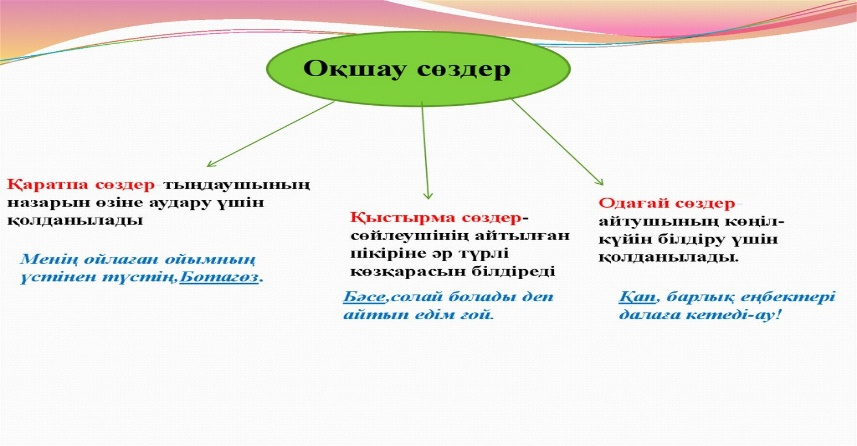 Оқшау сөздер
Қаратпа сөздер-тыңдаушының
назарын өзіне аудару үшін
қолданылады
Менің ойлаған ойымның
үстінен түстің,Ботагөз.
Қыстырма сөздер-
сөйлеушінің айтылған
пікіріне әр түрлі
көзқарасын білдіреді
Бәсе,солай болады деп
айтып едім ғой.
Одағай сөздер-
айтушының көңіл-
күйін білдіру үшін
қолданылады.
Қап, барлық еңбектері
далаға кетеді-ау!